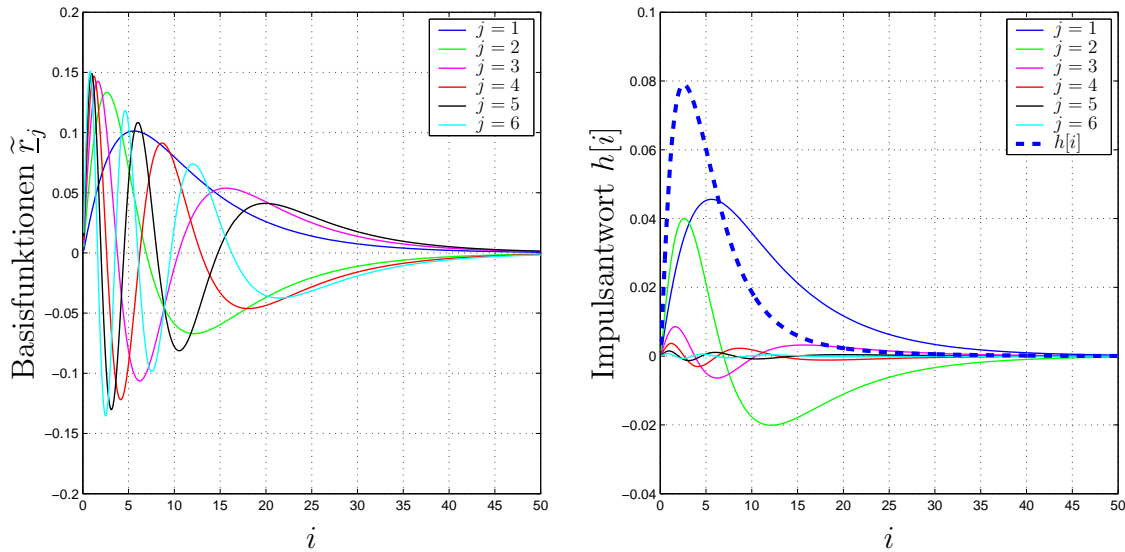 Basisfunktionen r̃_j
0.2
0.15
0.1
0.05
0
−0.05
−0.1
−0.15
−0.2
0 5 10 15 20 25 30 35 40 45 50
i
j = 1
j = 2
j = 3
j = 4
j = 5
j = 6
Impulsantwort h[i]
0.1
0.08
0.06
0.04
0.02
0
−0.02
−0.04
0 5 10 15 20 25 30 35 40 45 50
i
j = 1
j = 2
j = 3
j = 4
j = 5
j = 6
h[i]